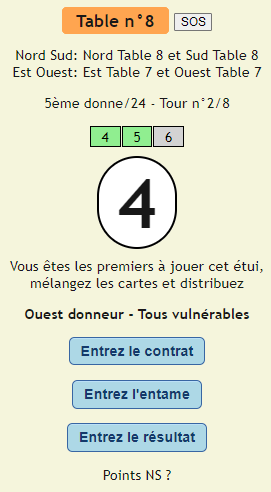 Table n°8 SOS
Nord Sud: Nord Table 8 et Sud Table 8
Est Ouest: Est Table 7 et Ouest Table 7
5ème donne/24 - Tour n°2/8
4 5 6
4
Vous êtes les premiers à jouer cet étui,
mélangez les cartes et distribuez
Ouest donneur - Tous vulnérables
Entrez le contrat
Entrez l'entame
Entrez le résultat
Points NS ?